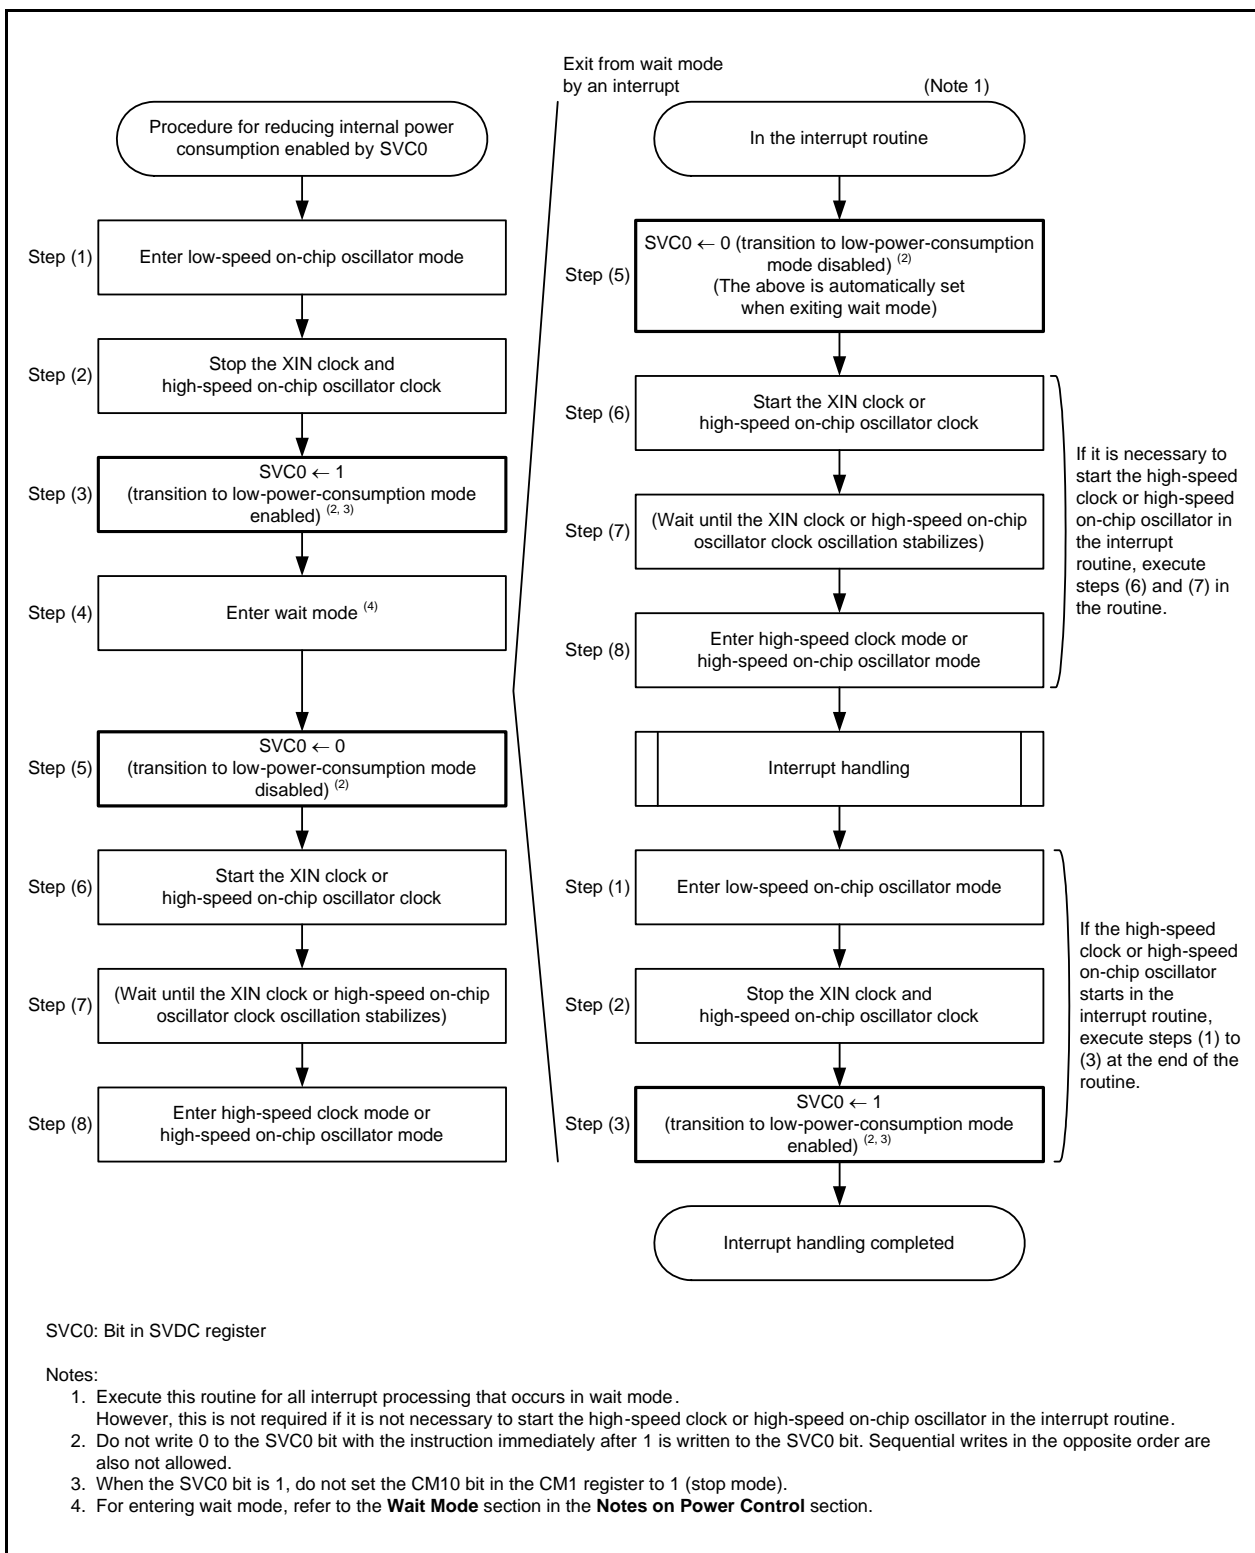 Procedure for reducing internal power
consumption enabled by SVC0
Step (1)
Enter low-speed on-chip oscillator mode
Step (2)
Stop the XIN clock and
high-speed on-chip oscillator clock
Step (3)
SVC0 ← 1
(transition to low-power-consumption mode
enabled) (2, 3)
Step (4)
Enter wait mode (4)
Step (5)
SVC0 ← 0
(transition to low-power-consumption mode
disabled) (2)
Step (6)
Start the XIN clock or
high-speed on-chip oscillator clock
Step (7)
(Wait until the XIN clock or high-speed on-chip
oscillator clock oscillation stabilizes)
Step (8)
Enter high-speed clock mode or
high-speed on-chip oscillator mode
Exit from wait mode
by an interrupt
(Note 1)
In the interrupt routine
Step (5)
SVC0 ← 0 (transition to low-power-consumption
mode disabled) (2)
(The above is automatically set
when exiting wait mode)
Step (6)
Start the XIN clock or
high-speed on-chip oscillator clock
Step (7)
(Wait until the XIN clock or high-speed on-chip
oscillator clock oscillation stabilizes)
Step (8)
Enter high-speed clock mode or
high-speed on-chip oscillator mode
If it is necessary to
start the high-speed
clock or high-speed
on-chip oscillator in
the interrupt
routine, execute
steps (6) and (7) in
the routine.
Interrupt handling
Step (1)
Enter low-speed on-chip oscillator mode
Step (2)
Stop the XIN clock and
high-speed on-chip oscillator clock
Step (3)
SVC0 ← 1
(transition to low-power-consumption mode
enabled) (2, 3)
If the high-speed
clock or high-speed
on-chip oscillator
starts in the
interrupt routine,
execute steps (1) to
(3) at the end of the
routine.
Interrupt handling completed
SVC0: Bit in SVDC register
Notes:
1. Execute this routine for all interrupt processing that occurs in wait mode.
However, this is not required if it is not necessary to start the high-speed clock or high-speed on-chip oscillator in the interrupt routine.
2. Do not write 0 to the SVC0 bit with the instruction immediately after 1 is written to the SVC0 bit. Sequential writes in the opposite order are
also not allowed.
3. When the SVC0 bit is 1, do not set the CM10 bit in the CM1 register to 1 (stop mode).
4. For entering wait mode, refer to the Wait Mode section in the Notes on Power Control section.